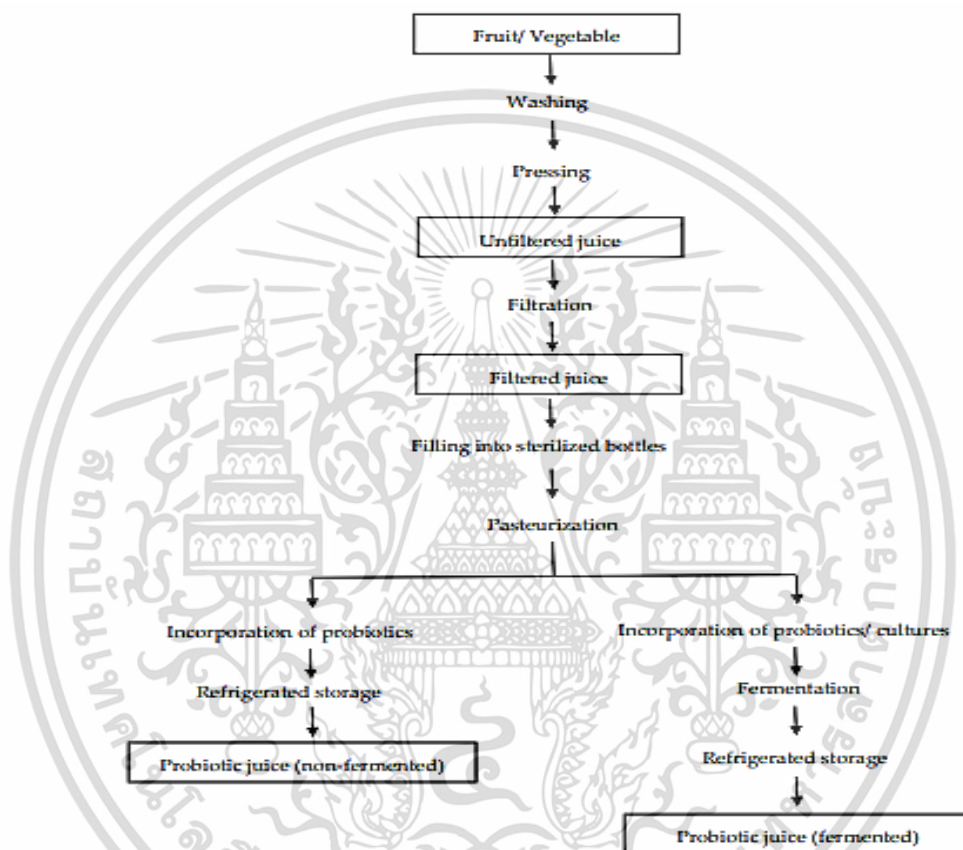 Fruit/ Vegetable
Washing
Pressing
Unfiltered juice
Filtration
Filtered juice
Filling into sterilized bottles
Pasteurization
Incorporation of probiotics
Incorporation of probiotics/ cultures
Refrigerated storage
Fermentation
Probiotic juice (non-fermented)
Refrigerated storage
Probiotic juice (fermented)